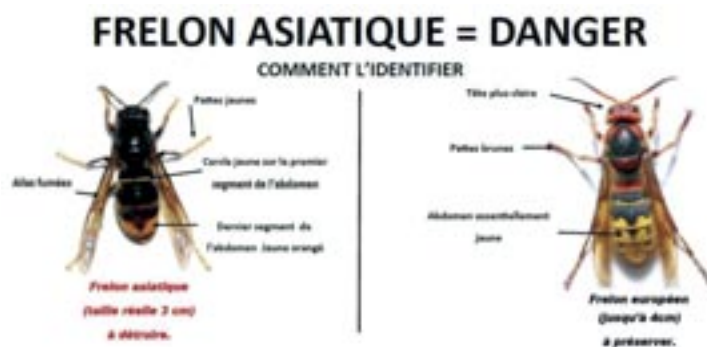 FRELON ASIATIQUE = DANGER
COMMENT L'IDENTIFIER
Pattes jaunes
Cercle jaune sur le premier
segment de l'abdomen
Ailes fumées
Dernier segment de
l'abdomen jaune orangé
Frelon asiatique
(taille réelle 3 cm)
à détruire.
Tête plus claire
Pattes brunes
Abdomen essentiellement
jaune
Frelon européen
(jusqu'à 4cm)
à préserver.